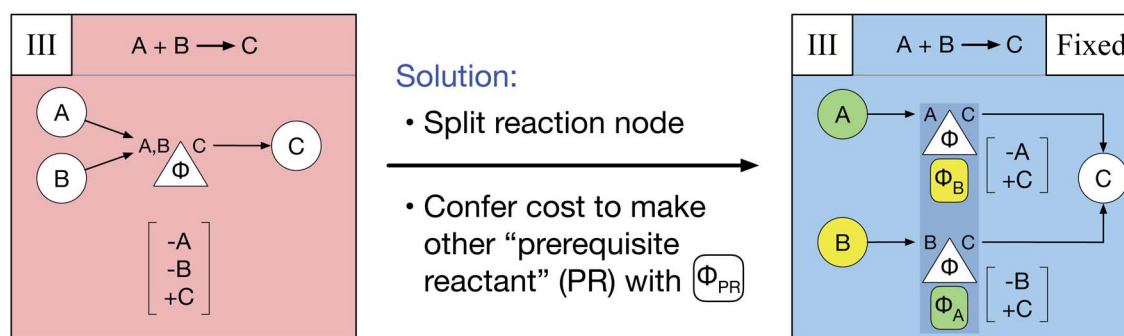 III
A + B → C
A
B
A,B
C
Φ
C
-A
-B
+C
Solution:
• Split reaction node
• Confer cost to make
other “prerequisite
reactant” (PR) with Φ_PR
III
A + B → C
Fixed
A
A
C
Φ
Φ_B
-A
+C
C
B
B
C
Φ
Φ_A
-B
+C